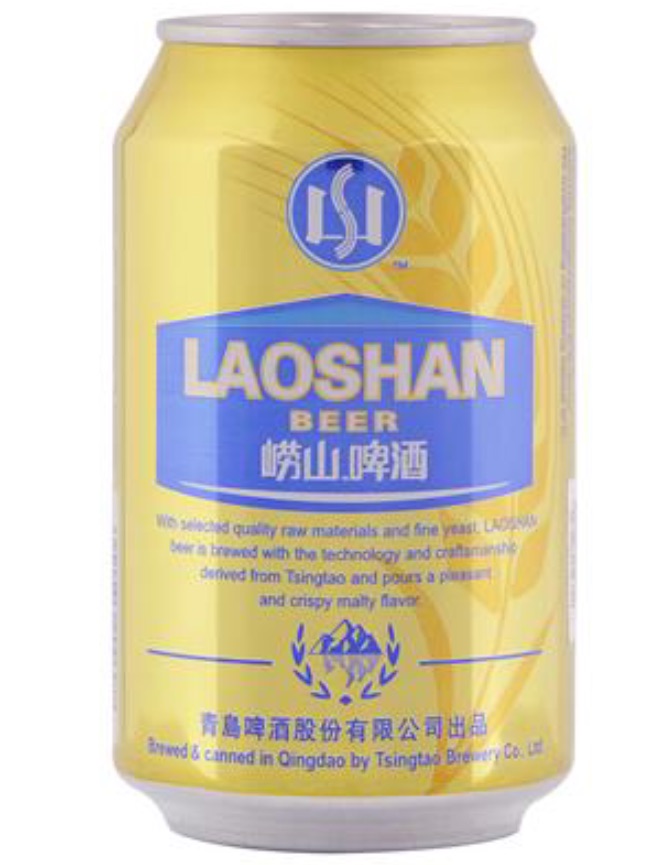 LSJ
™
LAOSHAN
BEER
崂山啤酒
With selected quality raw materials and fine yeast, LAOSHAN
beer is brewed with the technology and craftsmanship
derived from Tsingtao and pours a pleasant
and crispy malty flavor.
青島啤酒股份有限公司出品
Brewed & canned in Qingdao by Tsingtao Brewery Co., Ltd